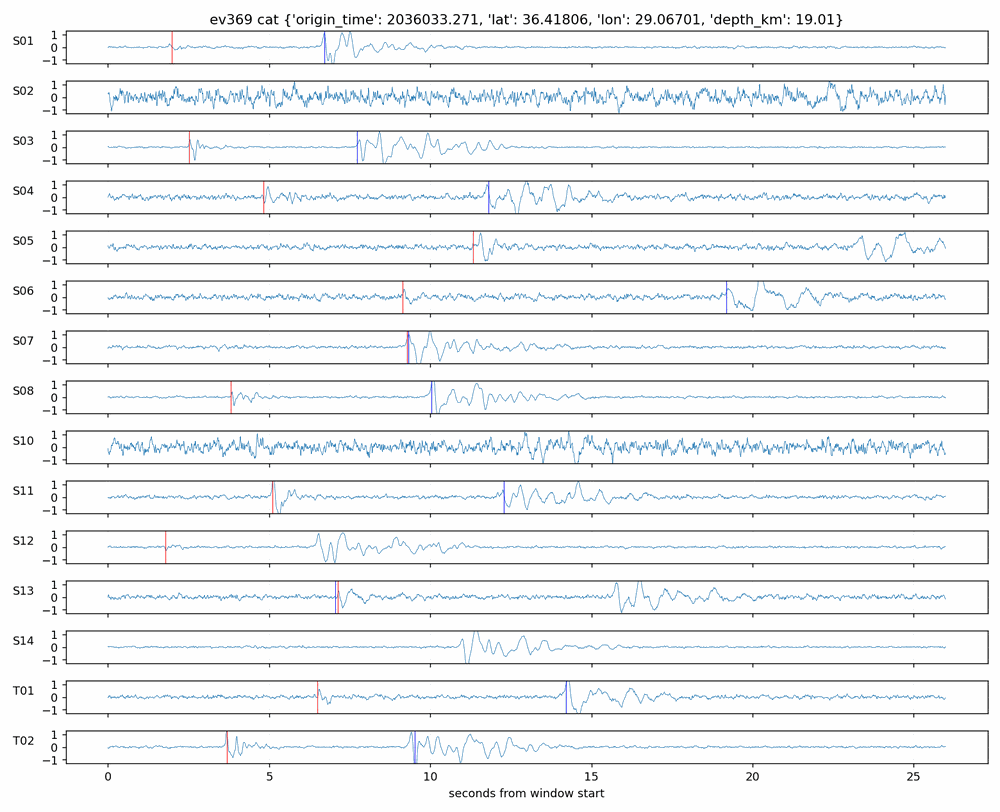 ev369 cat {'origin_time': 2036033.271, 'lat': 36.41806, 'lon': 29.06701, 'depth_km': 19.01}
S01 1 0 −1
S02 1 0 −1
S03 1 0 −1
S04 1 0 −1
S05 1 0 −1
S06 1 0 −1
S07 1 0 −1
S08 1 0 −1
S10 1 0 −1
S11 1 0 −1
S12 1 0 −1
S13 1 0 −1
S14 1 0 −1
T01 1 0 −1
T02 1 0 −1
0 5 10 15 20 25
seconds from window start